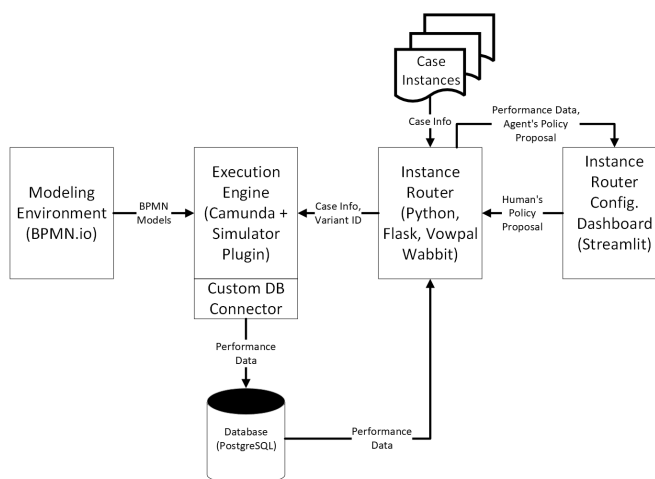 Case
Instances
Case Info
Performance Data,
Agent's Policy
Proposal
Modeling
Environment
(BPMN.io)
BPMN
Models
Execution
Engine
(Camunda +
Simulator
Plugin)
Case Info,
Variant ID
Instance
Router
(Python,
Flask, Vowpal
Wabbit)
Human's
Policy
Proposal
Instance
Router
Config.
Dashboard
(Streamlit)
Custom DB
Connector
Performance
Data
Database
(PostgreSQL)
Performance
Data